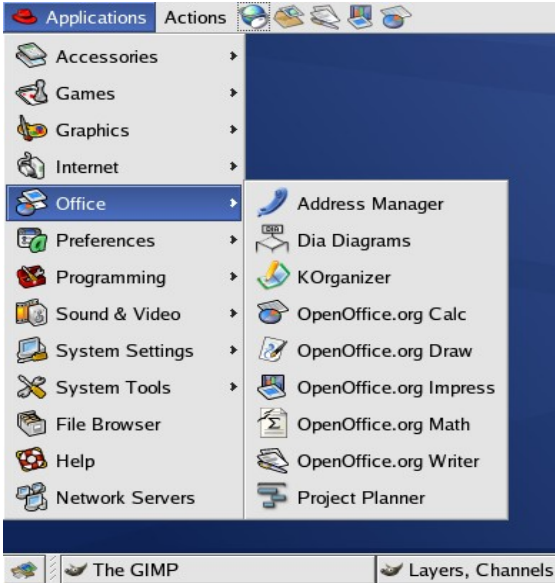 Applications Actions
Accessories
Games
Graphics
Internet
Office
Preferences
Programming
Sound & Video
System Settings
System Tools
File Browser
Help
Network Servers
Address Manager
DIA
Dia Diagrams
KOrganizer
OpenOffice.org Calc
OpenOffice.org Draw
OpenOffice.org Impress
Σ
OpenOffice.org Math
OpenOffice.org Writer
Project Planner
The GIMP
Layers, Channels